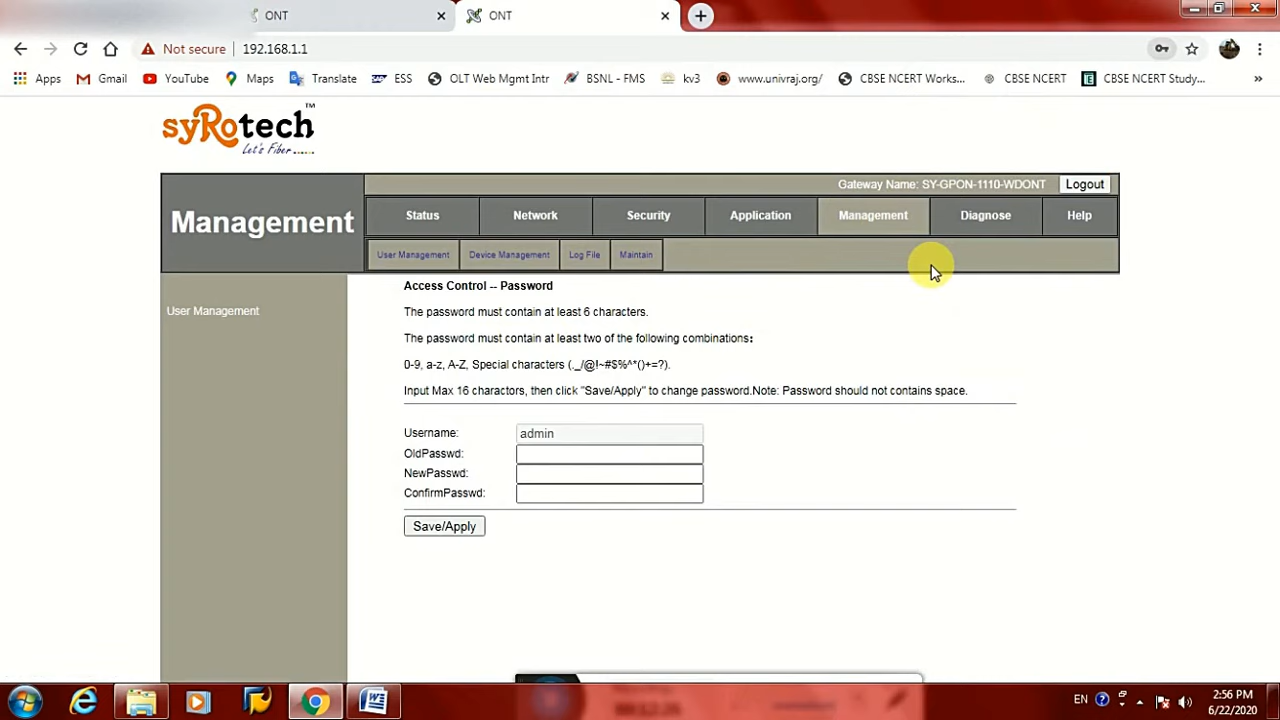 ONT
ONT
Not secure 192.168.1.1
Apps Gmail YouTube Maps Translate ESS OLT Web Mgmt Intr BSNL - FMS kv3 www.univraj.org/ CBSE NCERT Works... CBSE NCERT CBSE NCERT Study... »
syRotech™
Let's Fiber.....
Gateway Name: SY-GPON-1110-WDONT Logout
Management
Status Network Security Application Management Diagnose Help
User Management Device Management Log File Maintain
User Management
Access Control -- Password
The password must contain at least 6 characters.
The password must contain at least two of the following combinations:
0-9, a-z, A-Z, Special characters (._/@!~#$%^*()+=?).
Input Max 16 charactors, then click "Save/Apply" to change password.Note: Password should not contains space.
Username: admin
OldPasswd:
NewPasswd:
ConfirmPasswd:
Save/Apply
EN
2:56 PM
6/22/2020